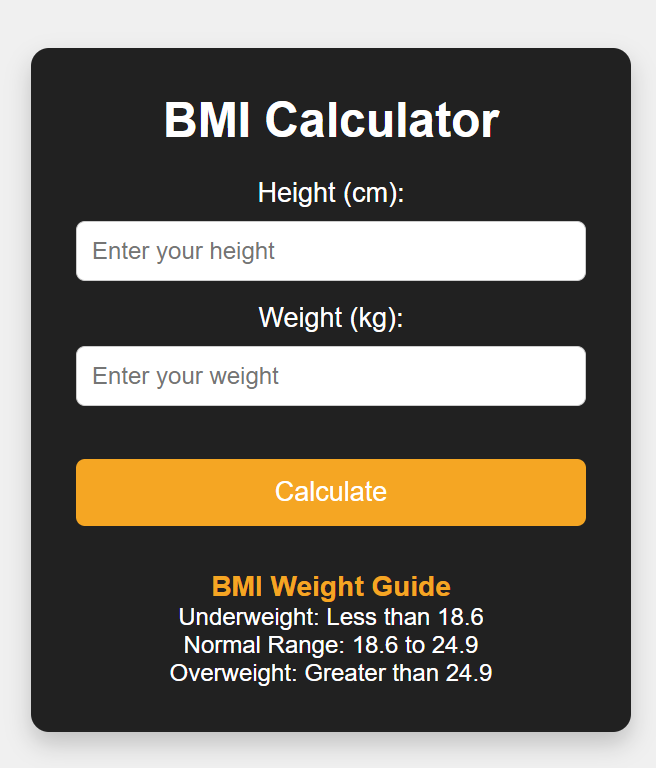 BMI Calculator
Height (cm):
Enter your height
Weight (kg):
Enter your weight
Calculate
BMI Weight Guide
Underweight: Less than 18.6
Normal Range: 18.6 to 24.9
Overweight: Greater than 24.9